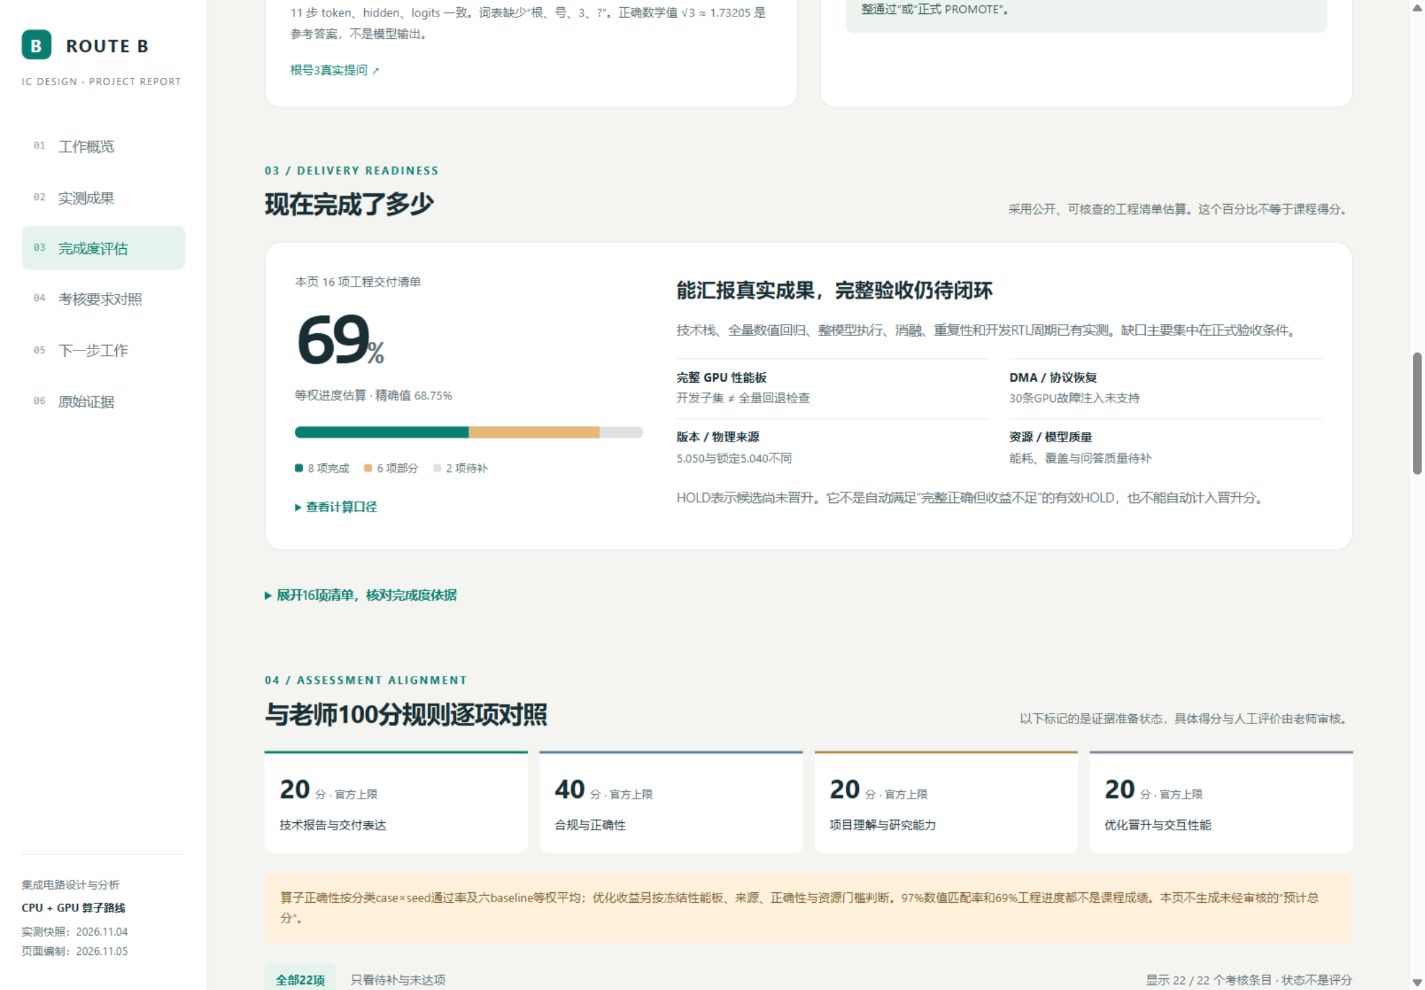 B ROUTE B
IC DESIGN · PROJECT REPORT
01 工作概览
02 实测成果
03 完成度评估
04 考核要求对照
05 下一步工作
06 原始证据
集成电路设计与分析
CPU + GPU 算子路线
实测快照：2026.11.04
页面编制：2026.11.05
11 步 token、hidden、logits 一致。词表缺少“根、号、3、?”。正确数学值 √3 ≈ 1.73205 是
参考答案，不是模型输出。
根号3真实提问 ↗
整通过”或“正式 PROMOTE”。
03 / DELIVERY READINESS
现在完成了多少
采用公开、可核查的工程清单估算。这个百分比不等于课程得分。
本页 16 项工程交付清单
69%
等权进度估算 · 精确值 68.75%
8 项完成 6 项部分 2 项待补
▶ 查看计算口径
能汇报真实成果，完整验收仍待闭环
技术栈、全量数值回归、整模型执行、消融、重复性和开发RTL周期已有实测。缺口主要集中在正式验收条件。
完整 GPU 性能板
开发子集 ≠ 全量回退检查
DMA / 协议恢复
30条GPU故障注入未支持
版本 / 物理来源
5.050与锁定5.040不同
资源 / 模型质量
能耗、覆盖与问答质量待补
HOLD表示候选尚未晋升。它不是自动满足“完整正确但收益不足”的有效HOLD，也不能自动计入晋升分。
▶ 展开16项清单，核对完成度依据
04 / ASSESSMENT ALIGNMENT
与老师100分规则逐项对照
以下标记的是证据准备状态，具体得分与人工评价由老师审核。
20 分 · 官方上限
技术报告与交付表达
40 分 · 官方上限
合规与正确性
20 分 · 官方上限
项目理解与研究能力
20 分 · 官方上限
优化晋升与交互性能
算子正确性按分类case×seed通过率及六baseline等权平均；优化收益另按冻结性能板、来源、正确性与资源门槛判断。97%数值匹配率和69%工程进度都不是课程成绩。本页不生成未经审核的“预计总
分”。
全部22项 只看待补与未达项
显示 22 / 22 个考核条目 · 状态不是评分